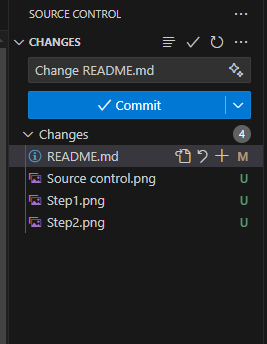 SOURCE CONTROL
CHANGES
Change README.md
Commit
Changes 4
README.md M
Source control.png U
Step1.png U
Step2.png U